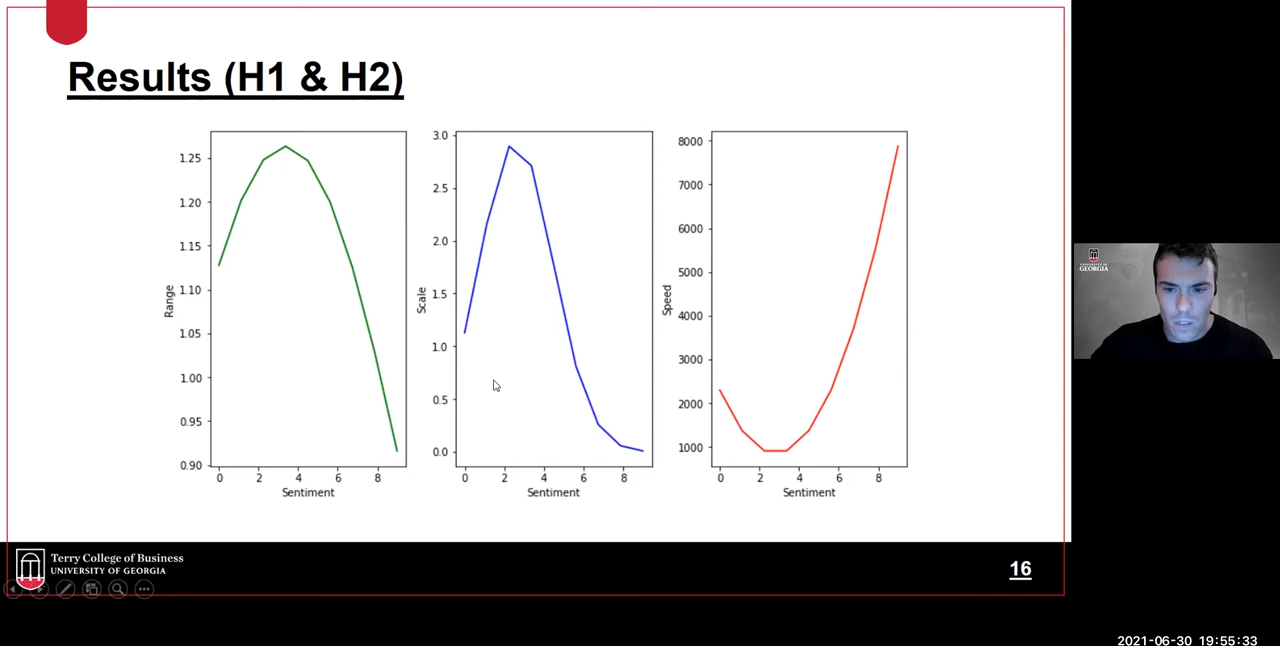 Results (H1 & H2)
1.25
1.20
1.15
1.10
1.05
1.00
0.95
0.90
Range
0 2 4 6 8
Sentiment
3.0
2.5
2.0
1.5
1.0
0.5
0.0
Scale
0 2 4 6 8
Sentiment
8000
7000
6000
5000
4000
3000
2000
1000
Speed
0 2 4 6 8
Sentiment
UNIVERSITY OF
GEORGIA
Terry College of Business
UNIVERSITY OF GEORGIA
16
2021-06-30 19:55:33